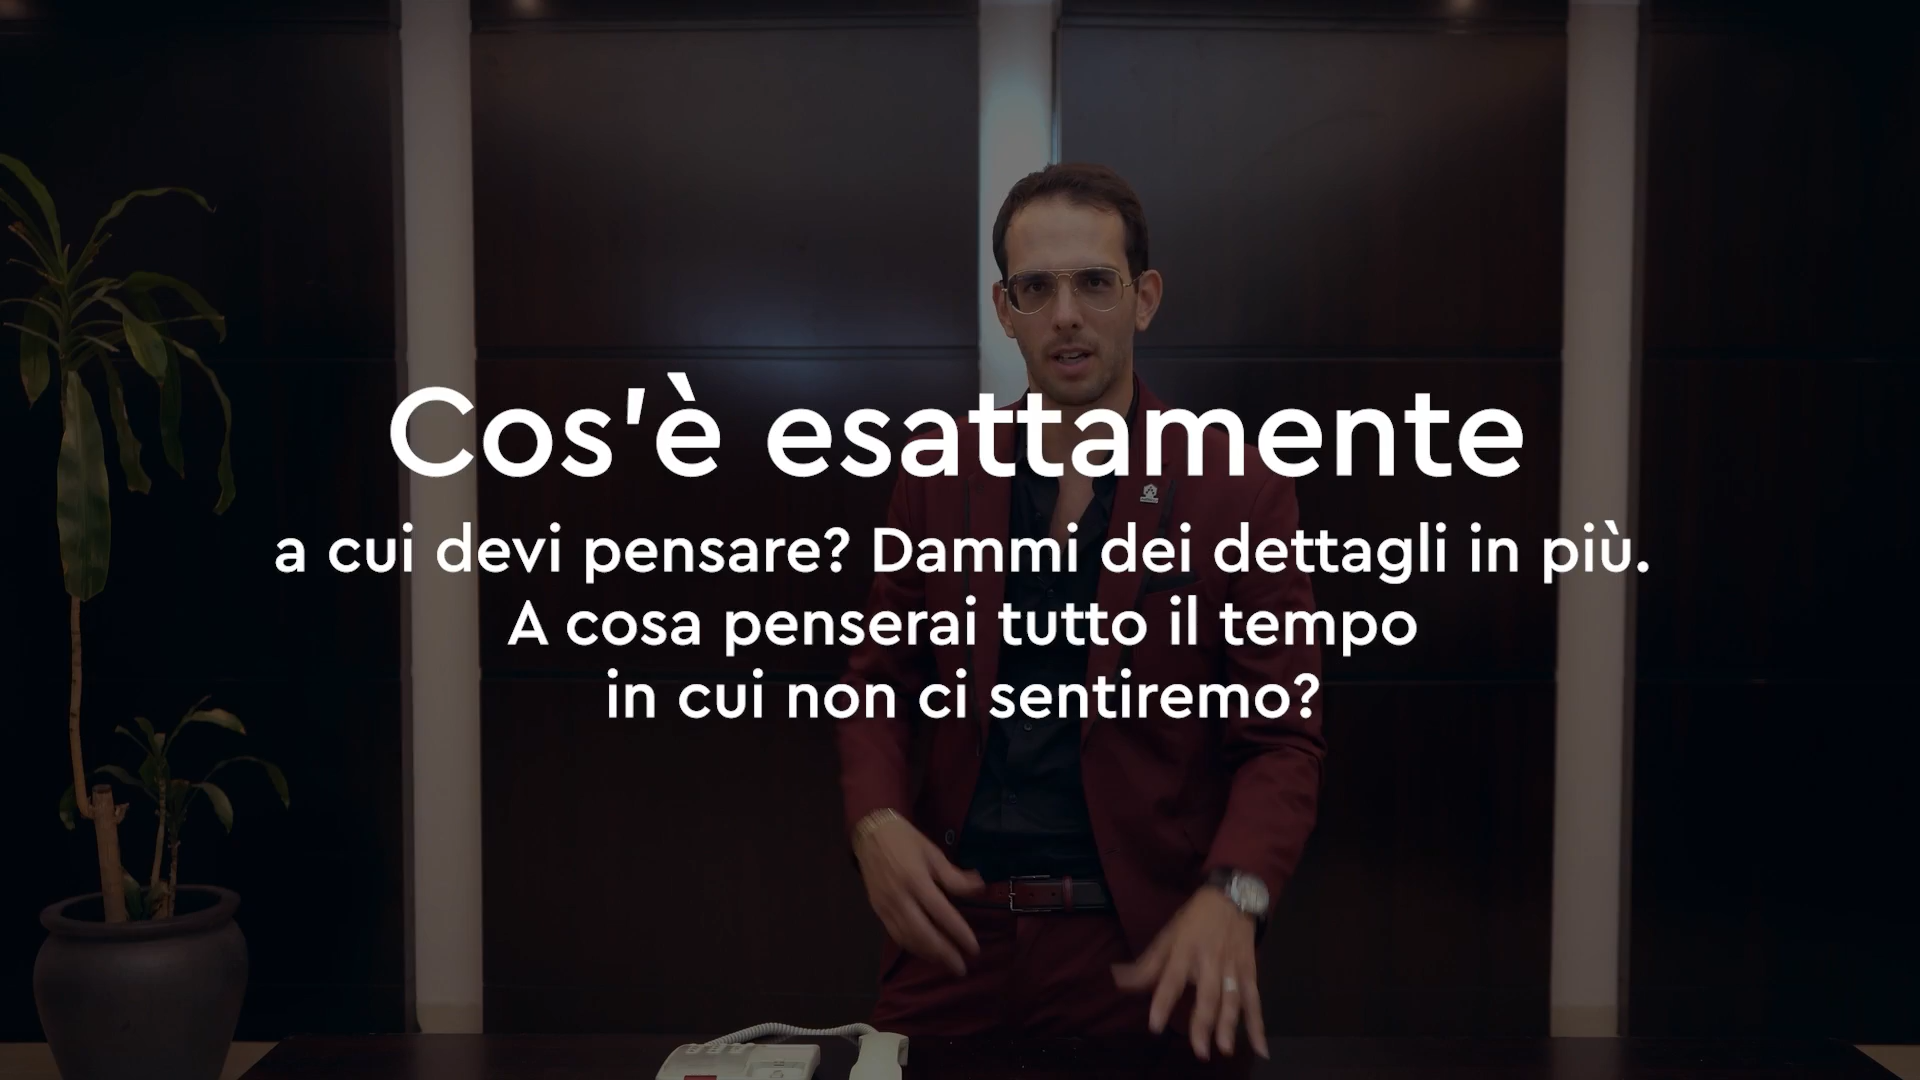 Cos'è esattamente
a cui devi pensare? Dammi dei dettagli in più.
A cosa penserai tutto il tempo
in cui non ci sentiremo?